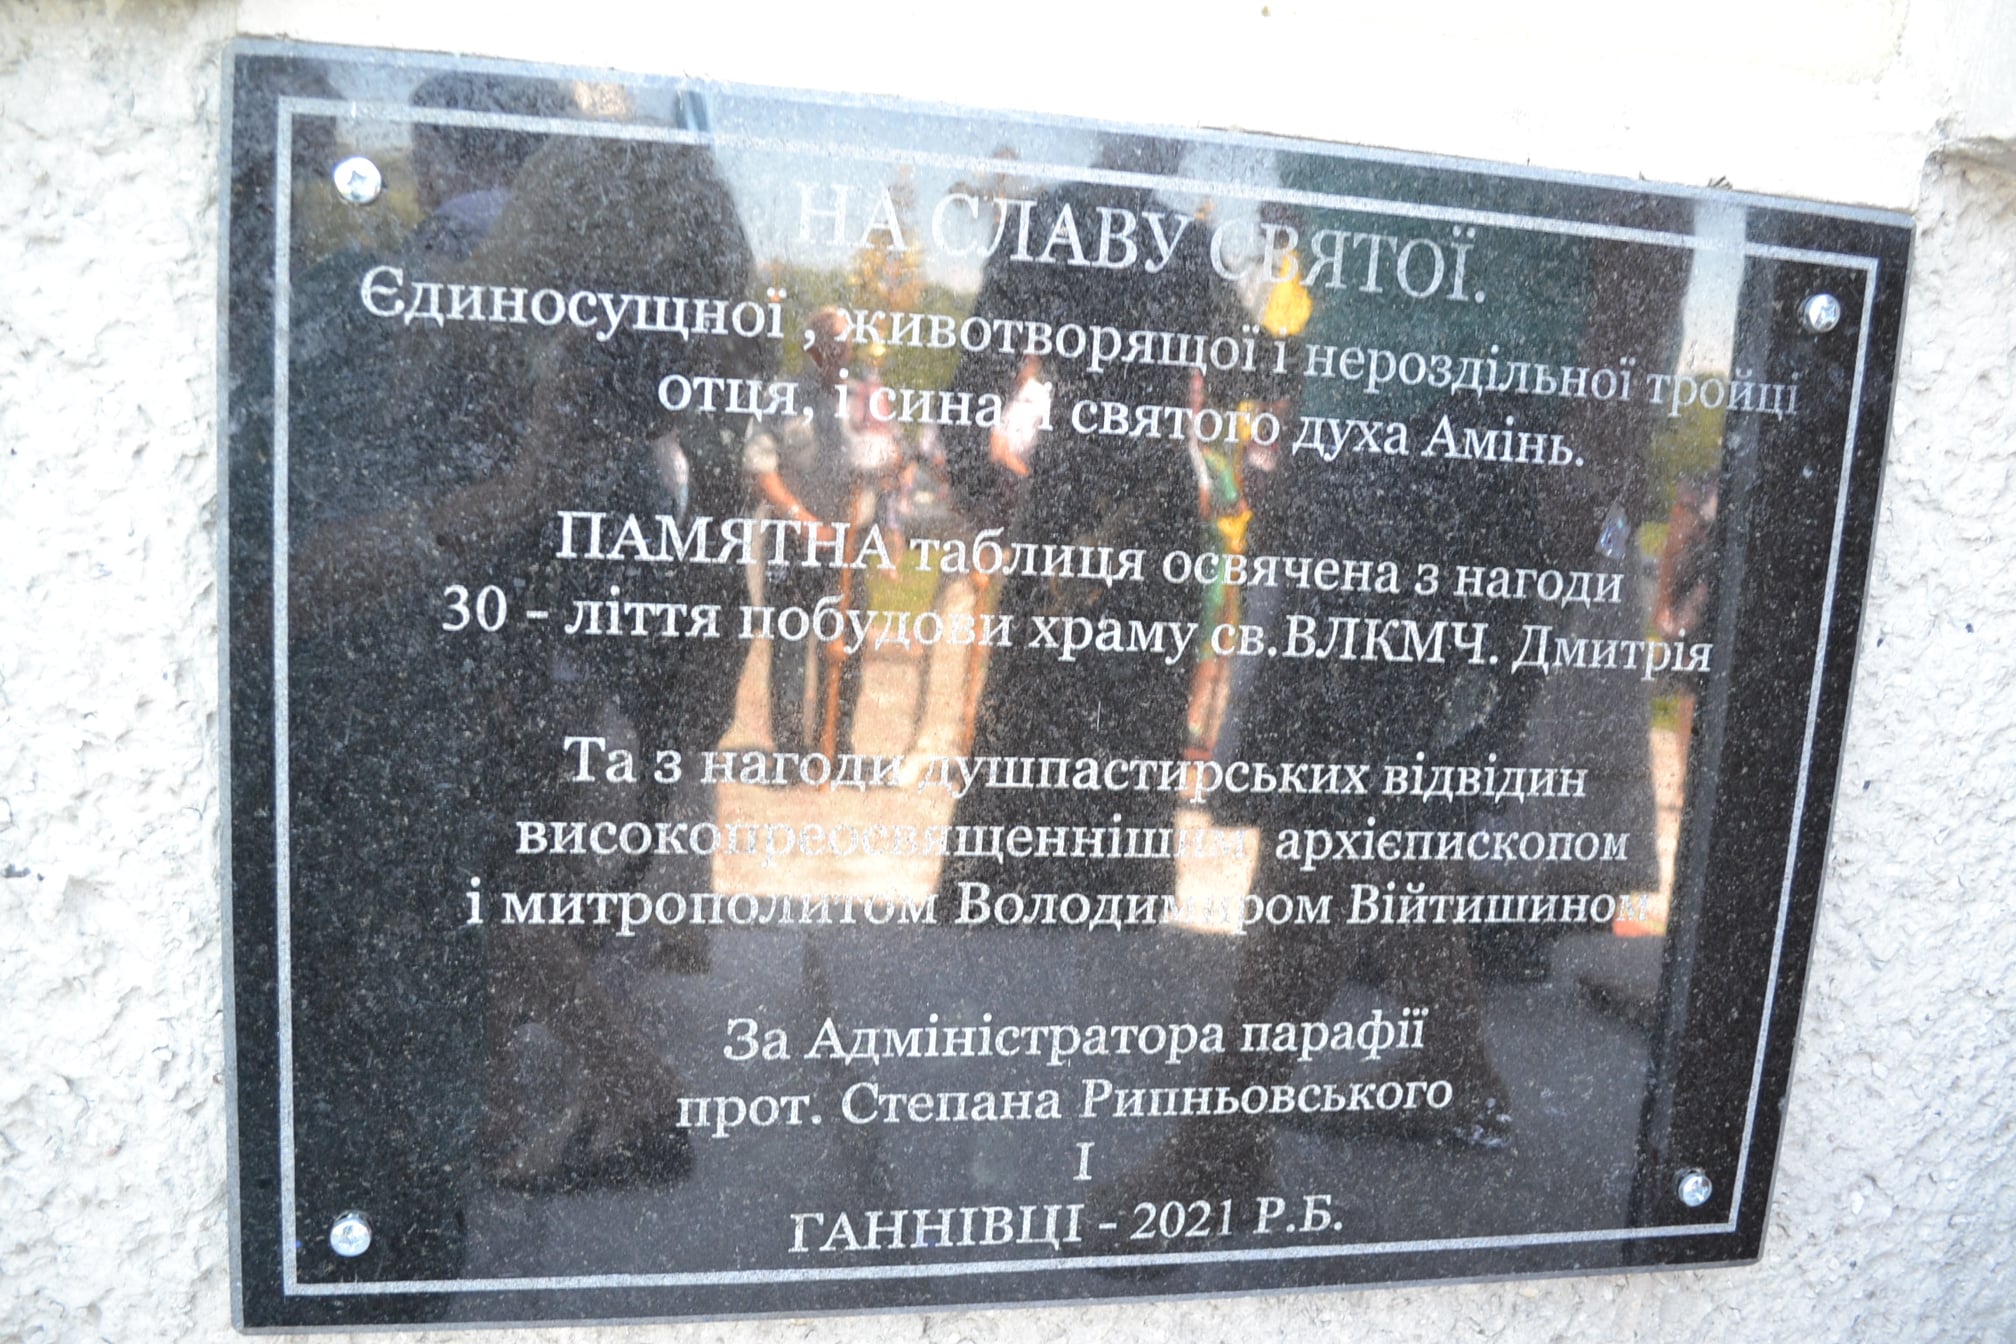 НА СЛАВУ СВЯТОЇ.
Єдиносущної , животворящої і нероздільної тройці
отця, і сина, і святого духа Амінь.
ПАМЯТНА таблиця освячена з нагоди
30 - ліття побудови храму св.ВЛКМЧ. Дмитрія
Та з нагоди душпастирських відвідин
високопреосвященнішим архієпископом
і митрополитом Володимиром Війтишином
За Адміністратора парафії
прот. Степана Рипньовського
І
ГАННІВЦІ - 2021 Р.Б.